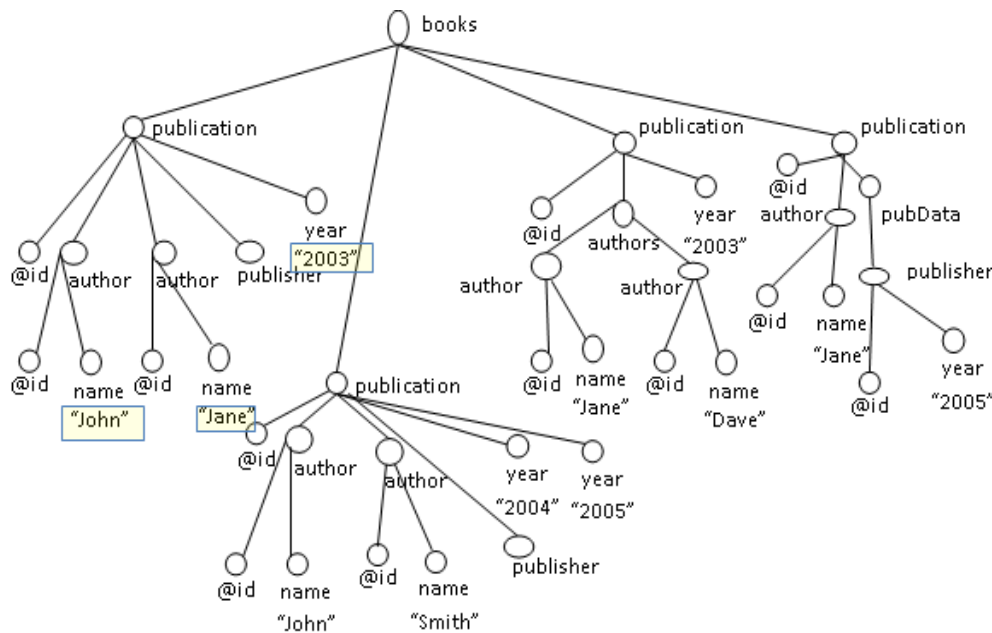 books
publication
publication
publication
@id
@id
author
pubData
@id
authors
year
“2003”
year
“2003”
@id
author
author
publisher
author
author
publisher
@id
name
“Jane”
year
“2005”
@id
@id
name
“John”
@id
name
“Jane”
@id
name
“Jane”
@id
name
“Dave”
publication
@id
author
author
year
“2004”
year
“2005”
publisher
@id
name
“John”
@id
name
“Smith”